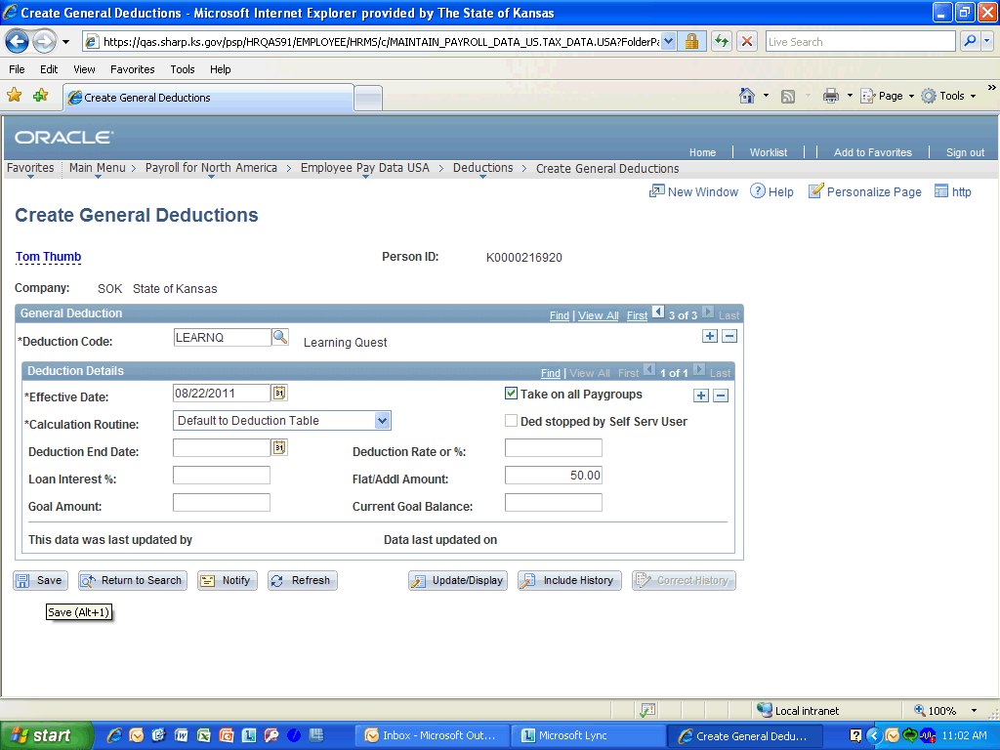 Create General Deductions - Microsoft Internet Explorer provided by The State of Kansas
https://qas.sharp.ks.gov/psp/HRQAS91/EMPLOYEE/HRMS/c/MAINTAIN_PAYROLL_DATA_US.TAX_DATA.USA?FolderPa Live Search
File Edit View Favorites Tools Help
Create General Deductions Page Tools »
ORACLE
Home Worklist Add to Favorites Sign out
Favorites Main Menu > Payroll for North America > Employee Pay Data USA > Deductions > Create General Deductions
New Window ? Help Personalize Page http
Create General Deductions
Tom Thumb Person ID: K0000216920
Company: SOK State of Kansas
General Deduction Find | View All First 3 of 3 Last
*Deduction Code: LEARNQ Learning Quest + −
Deduction Details Find | View All First 1 of 1 Last
*Effective Date: 08/22/2011 31 Take on all Paygroups + −
*Calculation Routine: Default to Deduction Table Ded stopped by Self Serv User
Deduction End Date: 31 Deduction Rate or %:
Loan Interest %: Flat/Addl Amount: 50.00
Goal Amount: Current Goal Balance:
This data was last updated by Data last updated on
Save Return to Search Notify Refresh Update/Display Include History Correct History
Save (Alt+1)
Local intranet 100%
start Inbox - Microsoft Out... Microsoft Lync Create General Dedu... 11:02 AM